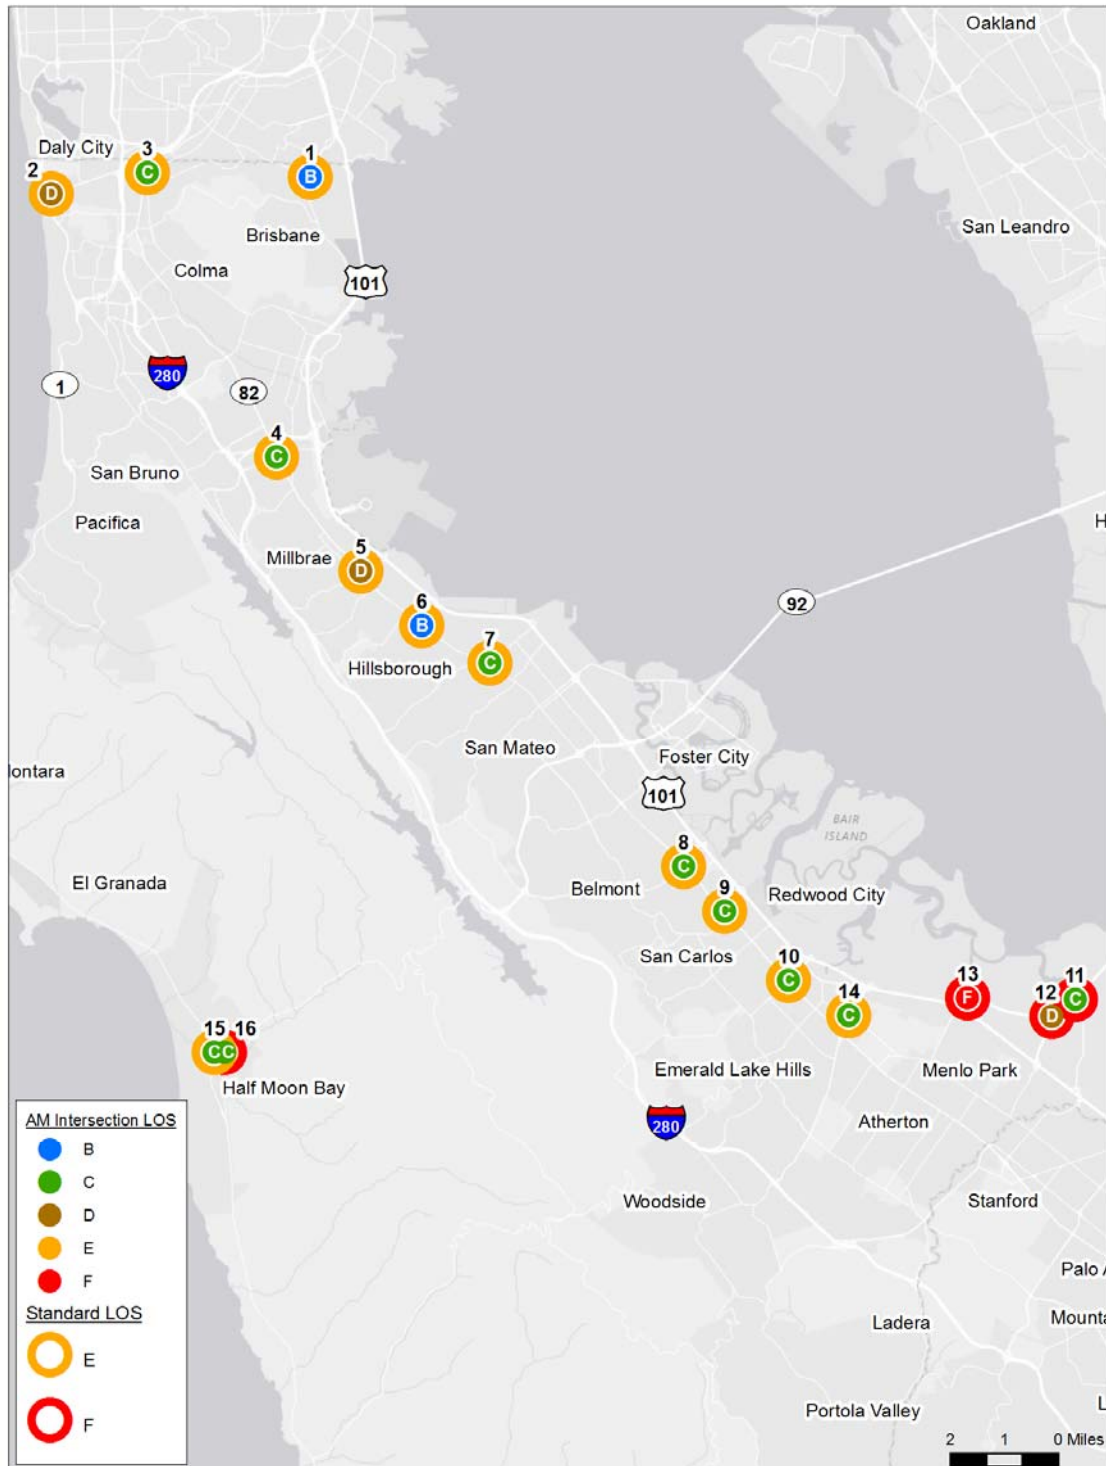 Oakland
Daly City
3
1
2
C
B
D
San Leandro
Brisbane
Colma
101
280
1
82
4
C
San Bruno
Pacifica
H
5
Millbrae
D
6
92
B
7
C
Hillsborough
San Mateo
Foster City
lontara
101
BAIR
ISLAND
8
C
El Granada
Belmont
9
Redwood City
C
San Carlos
10
13
11
C
14
12
F
C
C
D
15 16
C C
Emerald Lake Hills
Menlo Park
Half Moon Bay
AM Intersection LOS
B
C
D
E
F
Standard LOS
E
F
280
Atherton
Woodside
Stanford
Palo A
Mounta
Ladera
L
Portola Valley
2 1 0 Miles